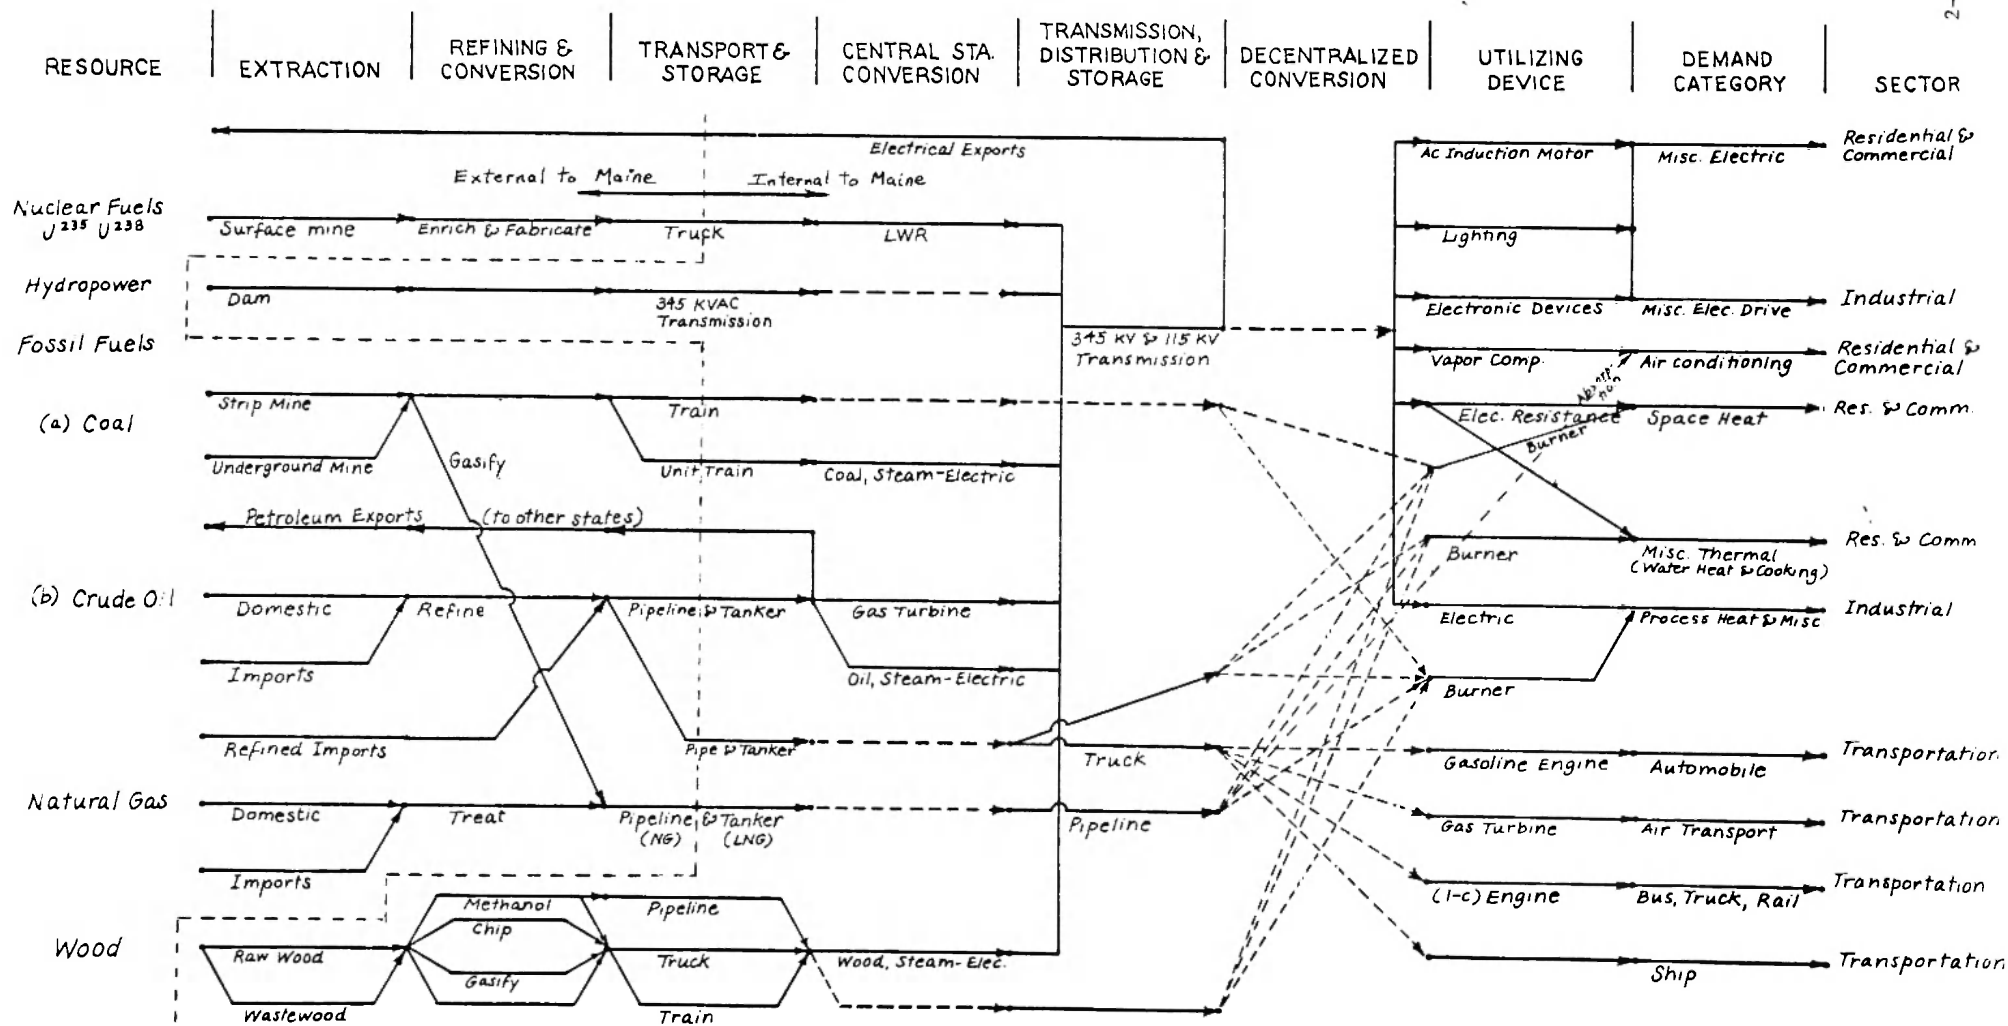 2-
RESOURCE
EXTRACTION
REFINING &
CONVERSION
TRANSPORT &
STORAGE
CENTRAL STA.
CONVERSION
TRANSMISSION,
DISTRIBUTION &
STORAGE
DECENTRALIZED
CONVERSION
UTILIZING
DEVICE
DEMAND
CATEGORY
SECTOR
Electrical Exports
Ac Induction Motor
Misc. Electric
Residential &
Commercial
External to Maine
Internal to Maine
Nuclear Fuels
U235 U238
Surface mine
Enrich & Fabricate
Truck
LWR
Lighting
Hydropower
Dam
345 KVAC
Transmission
Electronic Devices
Misc. Elec. Drive
Industrial
Fossil Fuels
345 KV & 115 KV
Transmission
Vapor Comp.
Air conditioning
Residential &
Commercial
Absorp-
tion
(a) Coal
Strip Mine
Train
Elec. Resistance
Space Heat
Res. & Comm.
Burner
Underground Mine
Gasify
Unit Train
Coal, Steam-Electric
Petroleum Exports
(to other states)
Burner
Misc. Thermal
(Water Heat & Cooking)
Res. & Comm
(b) Crude Oil
Domestic
Refine
Pipeline & Tanker
Gas Turbine
Electric
Process Heat & Misc
Industrial
Imports
Oil, Steam-Electric
Burner
Refined Imports
Pipe & Tanker
Truck
Gasoline Engine
Automobile
Transportation
Natural Gas
Domestic
Treat
Pipeline & Tanker
(NG) (LNG)
Pipeline
Gas Turbine
Air Transport
Transportation
Imports
(I-C) Engine
Bus, Truck, Rail
Transportation
Methanol
Pipeline
Chip
Wood
Raw Wood
Truck
Wood, Steam-Elec.
Ship
Transportation
Gasify
Wastewood
Train